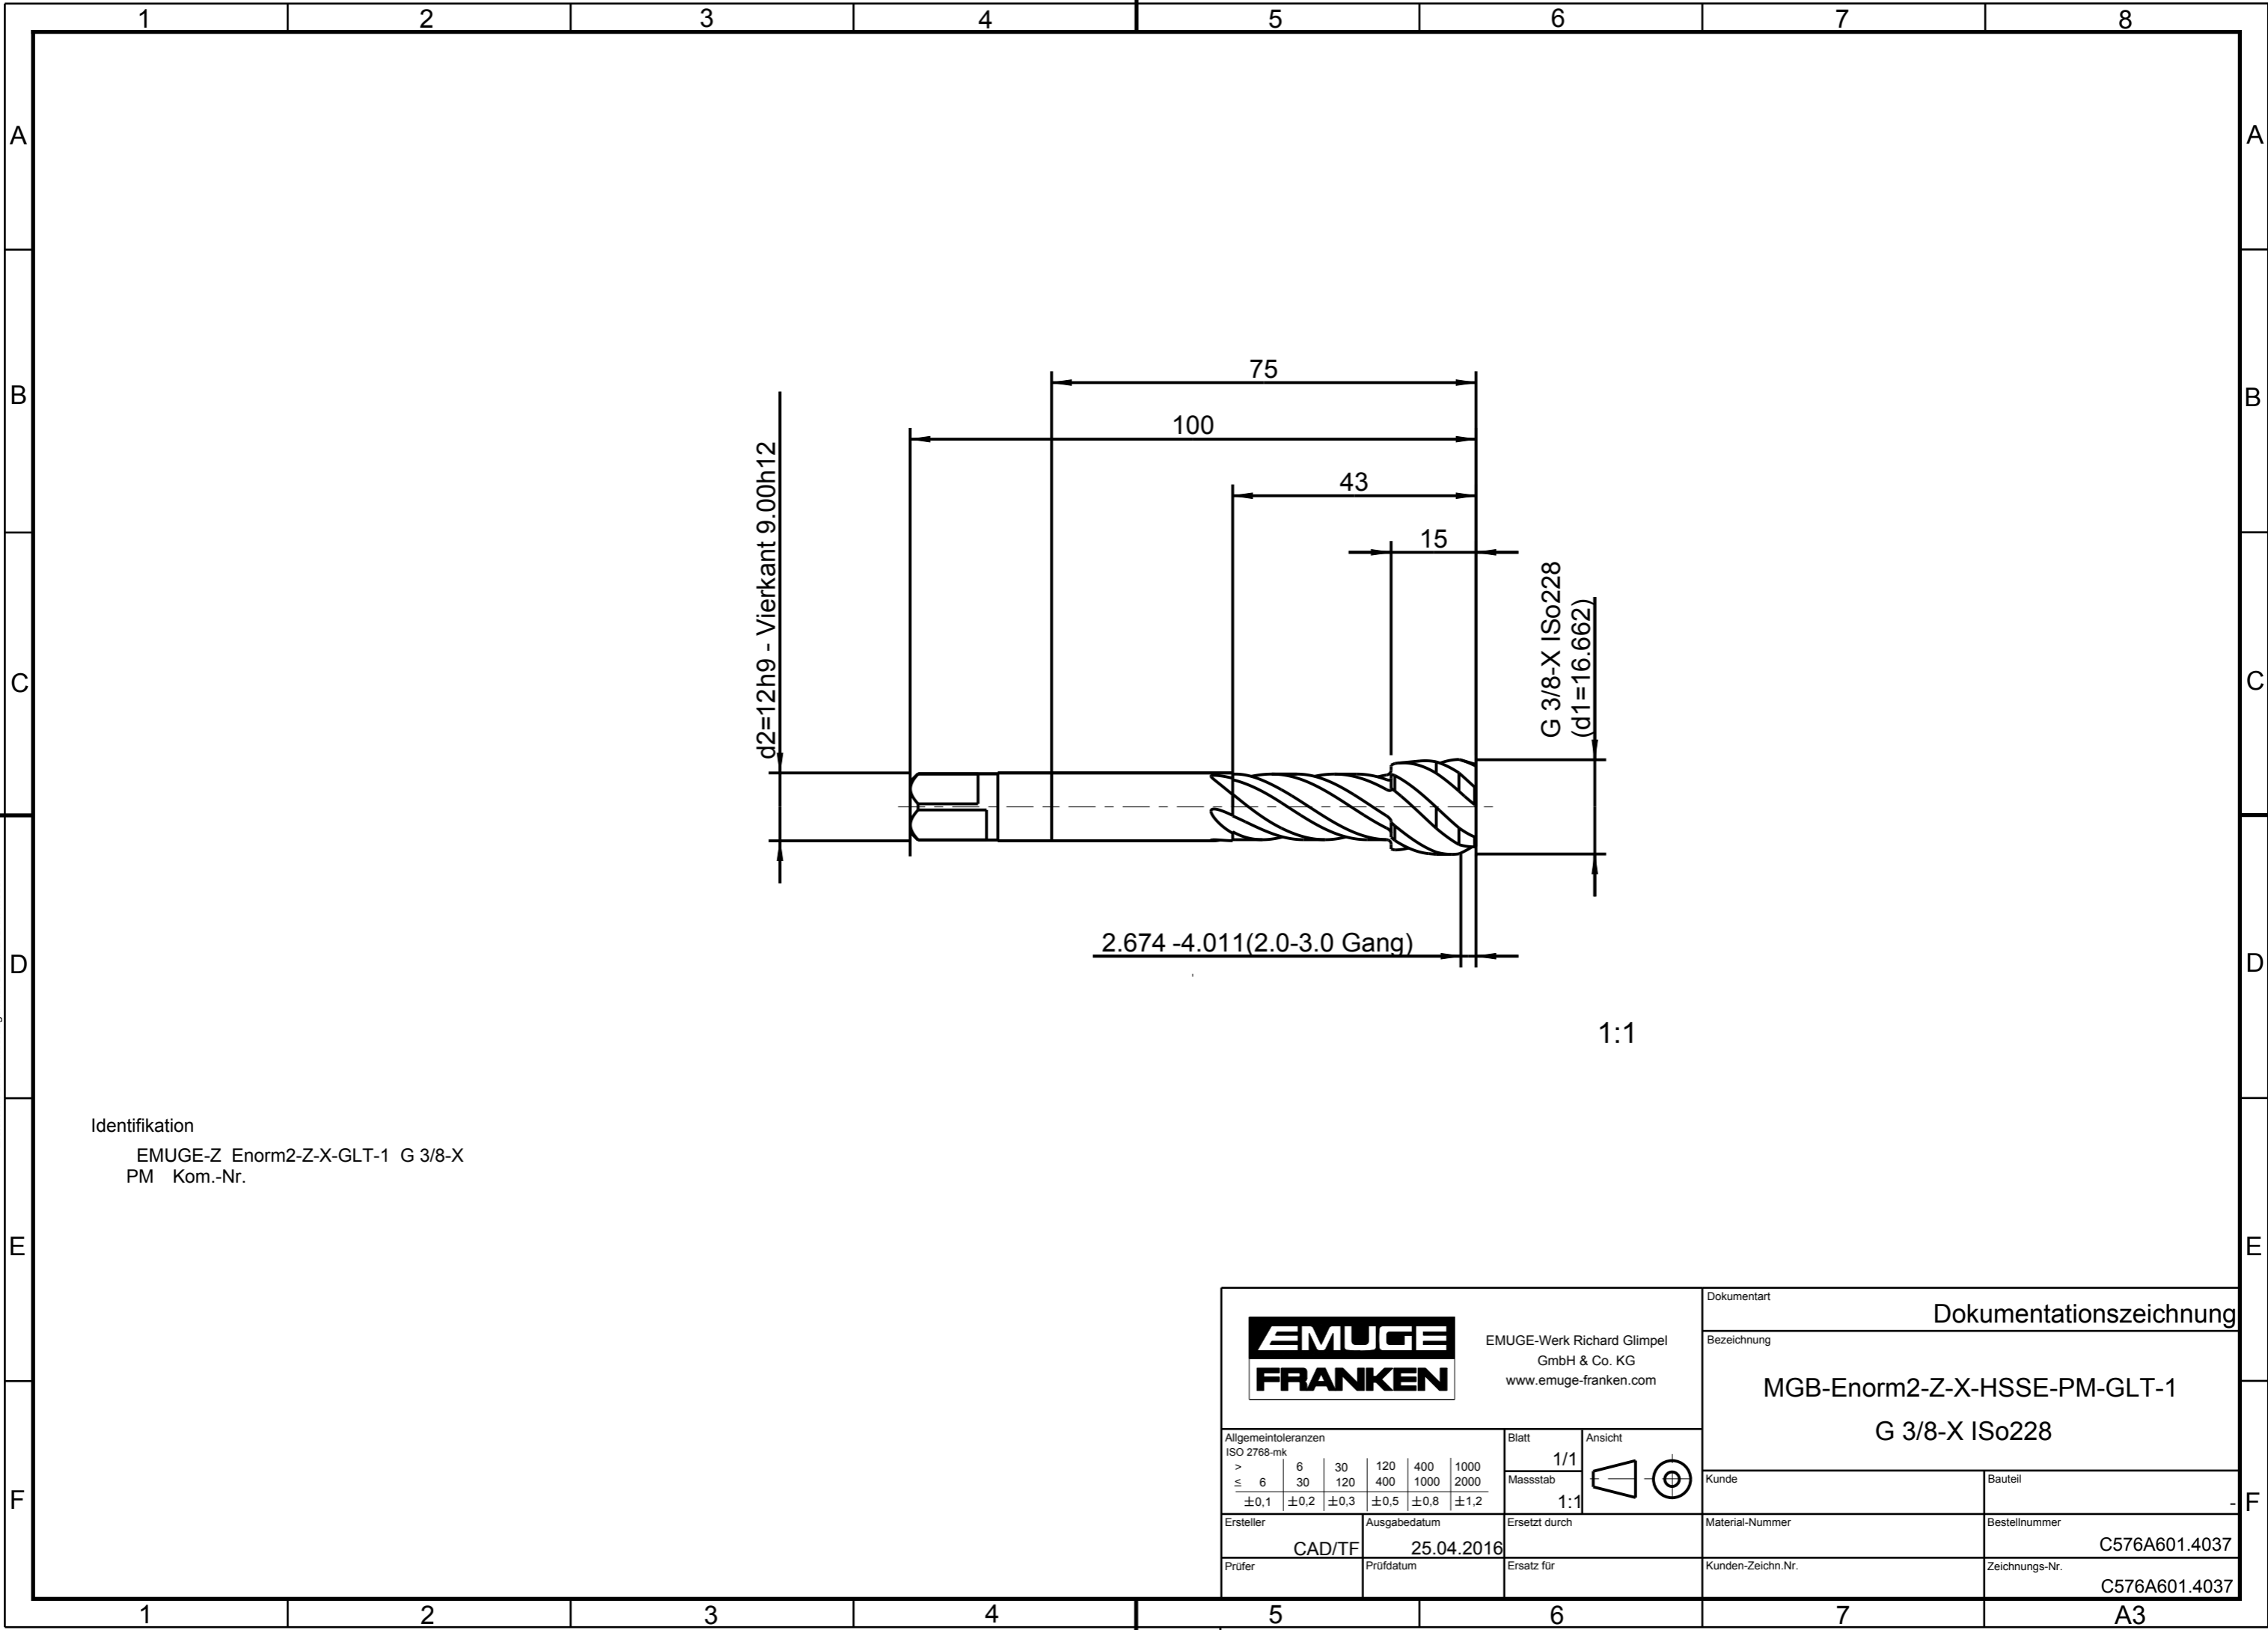 1 2 3 4 5 6 7 8
A A
B B
C C
D D
E E
F F
75
100
43
15
d2=12h9 - Vierkant 9.00h12
G 3/8-X ISo228
(d1=16.662)
2.674 -4.011(2.0-3.0 Gang)
1:1
Identifikation
EMUGE-Z Enorm2-Z-X-GLT-1 G 3/8-X
PM Kom.-Nr.
EMUGE
FRANKEN
EMUGE-Werk Richard Glimpel
GmbH & Co. KG
www.emuge-franken.com
Dokumentart
Dokumentationszeichnung
Bezeichnung
MGB-Enorm2-Z-X-HSSE-PM-GLT-1
G 3/8-X ISo228
Allgemeintoleranzen
ISO 2768-mk
> 6 30 120 400 1000
≤ 6 30 120 400 1000 2000
±0,1 ±0,2 ±0,3 ±0,5 ±0,8 ±1,2
Blatt
1/1
Ansicht
Massstab
1:1
Kunde
Bauteil
-
Ersteller
CAD/TF
Ausgabedatum
25.04.2016
Ersetzt durch
Material-Nummer
Bestellnummer
C576A601.4037
Prüfer
Prüfdatum
Ersatz für
Kunden-Zeichn.Nr.
Zeichnungs-Nr.
C576A601.4037
1 2 3 4 5 6 7 A3